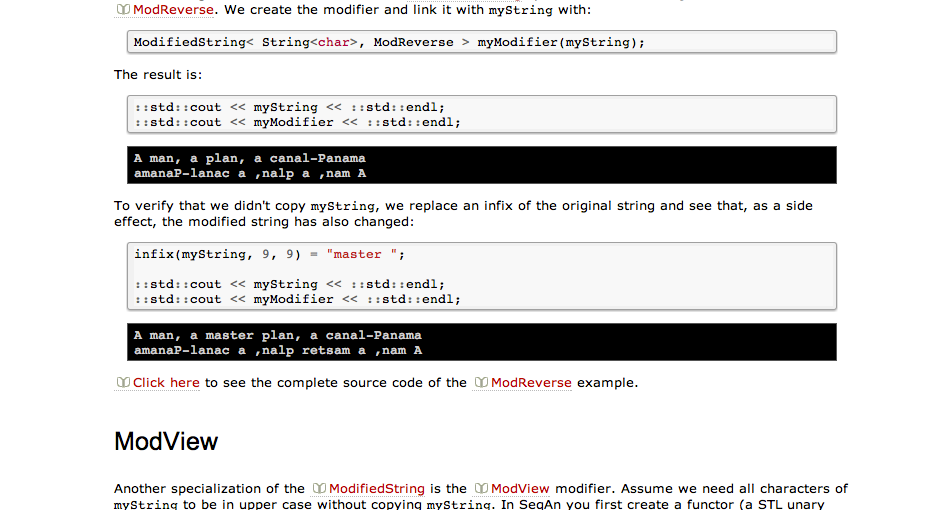 ModReverse. We create the modifier and link it with myString with:
ModifiedString< String<char>, ModReverse > myModifier(myString);
The result is:
::std::cout << myString << ::std::endl;
::std::cout << myModifier << ::std::endl;
A man, a plan, a canal-Panama
amanaP-lanac a ,nalp a ,nam A
To verify that we didn't copy myString, we replace an infix of the original string and see that, as a side
effect, the modified string has also changed:
infix(myString, 9, 9) = "master ";
::std::cout << myString << ::std::endl;
::std::cout << myModifier << ::std::endl;
A man, a master plan, a canal-Panama
amanaP-lanac a ,nalp retsam a ,nam A
Click here to see the complete source code of the ModReverse example.
ModView
Another specialization of the ModifiedString is the ModView modifier. Assume we need all characters of
myString to be in upper case without copying myString. In SeqAn you first create a functor (a STL unary